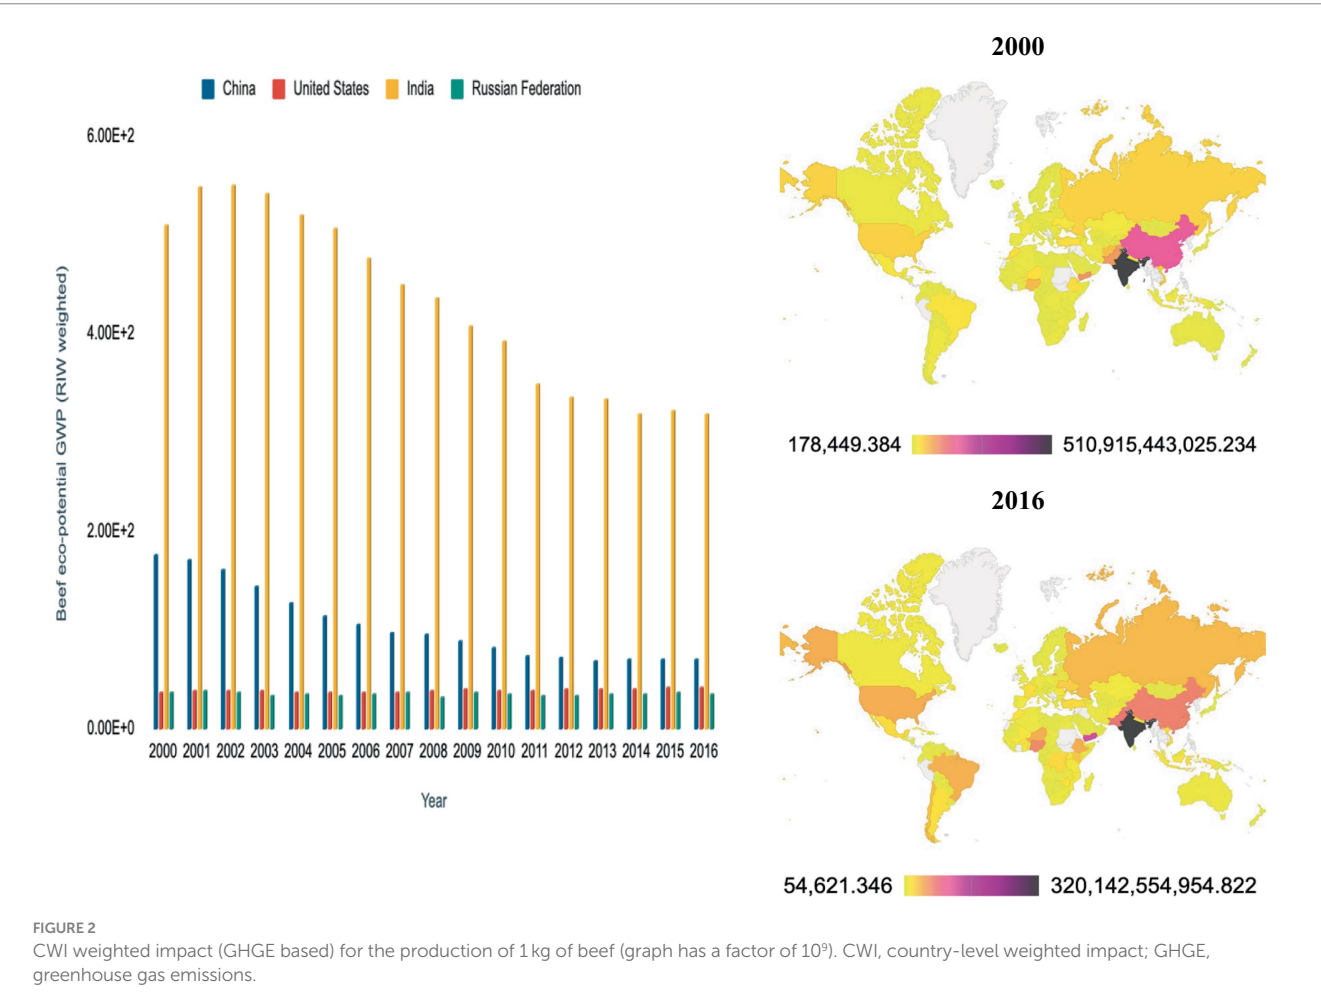 China United States India Russian Federation
6.00E+2
4.00E+2
2.00E+2
0.00E+0
Beef eco-potential GWP (RIW weighted)
2000 2001 2002 2003 2004 2005 2006 2007 2008 2009 2010 2011 2012 2013 2014 2015 2016
Year
2000
178,449.384 510,915,443,025.234
2016
54,621.346 320,142,554,954.822
FIGURE 2
CWI weighted impact (GHGE based) for the production of 1 kg of beef (graph has a factor of 10⁹). CWI, country-level weighted impact; GHGE,
greenhouse gas emissions.